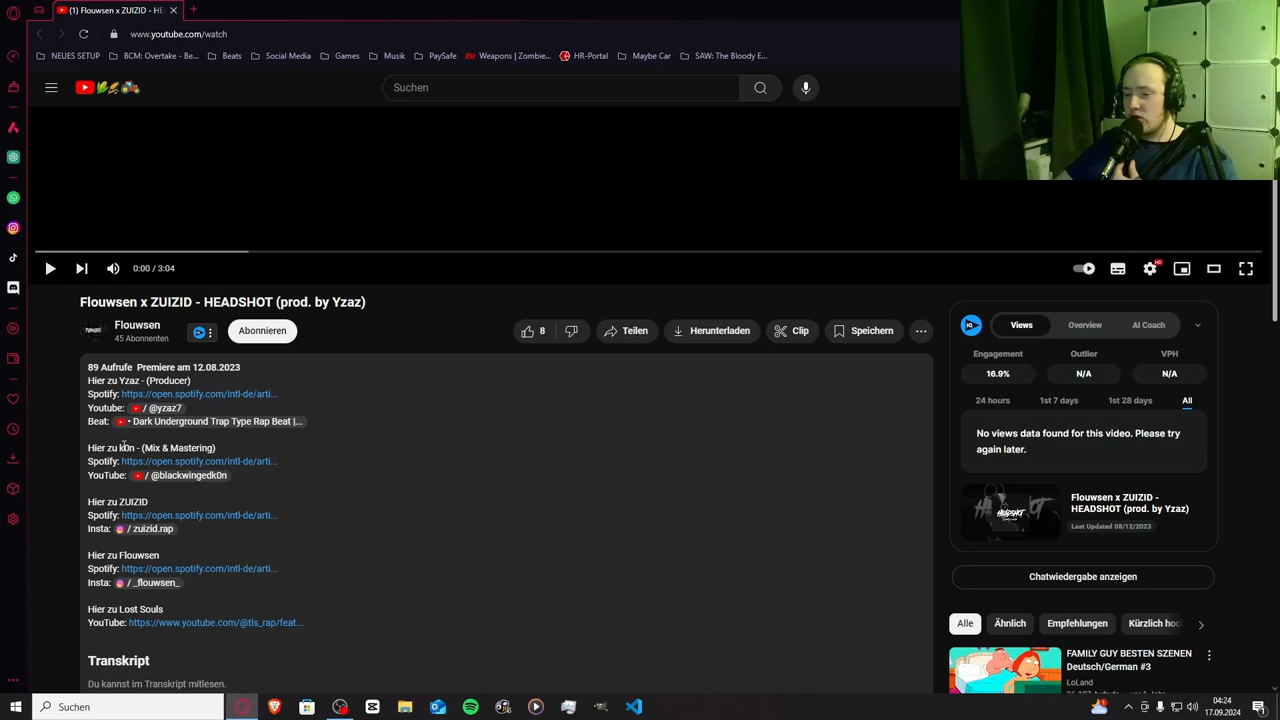 (1) Flouwsen x ZUIZID - HE
www.youtube.com/watch
NEUES SETUP
BCM: Overtake - Be...
Beats
Social Media
Games
Musik
PaySafe
Weapons | Zombie...
HR-Portal
Maybe Car
SAW: The Bloody E...
Suchen
0:00 / 3:04
Flouwsen x ZUIZID - HEADSHOT (prod. by Yzaz)
Flouwsen
45 Abonnenten
Abonnieren
8
Teilen
Herunterladen
Clip
Speichern
89 Aufrufe Premiere am 12.08.2023
Hier zu Yzaz - (Producer)
Spotify: https://open.spotify.com/intl-de/arti...
Youtube: / @yzaz7
Beat: • Dark Underground Trap Type Rap Beat |...
Hier zu k0n - (Mix & Mastering)
Spotify: https://open.spotify.com/intl-de/arti...
YouTube: / @blackwingedk0n
Hier zu ZUIZID
Spotify: https://open.spotify.com/intl-de/arti...
Insta: / zuizid.rap
Hier zu Flouwsen
Spotify: https://open.spotify.com/intl-de/arti...
Insta: / _flouwsen_
Hier zu Lost Souls
YouTube: https://www.youtube.com/@tls_rap/feat...
Transkript
Du kannst im Transkript mitlesen.
Views
Overview
AI Coach
Engagement
Outlier
VPH
16.9%
N/A
N/A
24 hours
1st 7 days
1st 28 days
All
No views data found for this video. Please try
again later.
HEADSHOT
Flouwsen x ZUIZID -
HEADSHOT (prod. by Yzaz)
Last Updated 08/12/2023
Chatwiedergabe anzeigen
Alle
Ähnlich
Empfehlungen
Kürzlich hoc
FAMILY GUY BESTEN SZENEN
Deutsch/German #3
LoLand
Suchen
04:24
17.09.2024